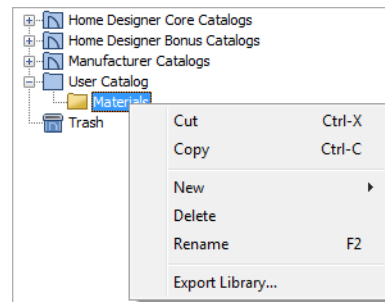 Home Designer Core Catalogs
Home Designer Bonus Catalogs
Manufacturer Catalogs
User Catalog
Materials
Trash
Cut Ctrl-X
Copy Ctrl-C
New
Delete
Rename F2
Export Library...